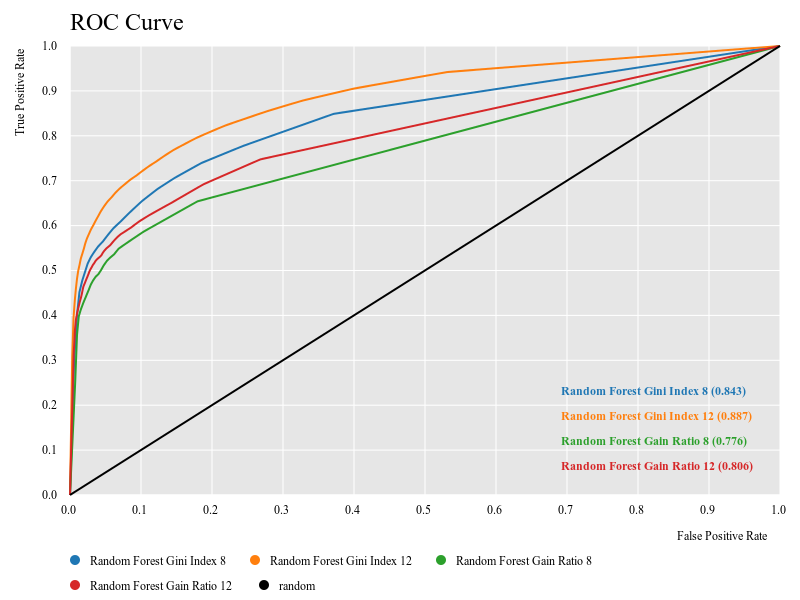 ROC Curve
True Positive Rate
1.0
0.9
0.8
0.7
0.6
0.5
0.4
0.3
0.2
0.1
0.0
Random Forest Gini Index 8 (0.843)
Random Forest Gini Index 12 (0.887)
Random Forest Gain Ratio 8 (0.776)
Random Forest Gain Ratio 12 (0.806)
0.0 0.1 0.2 0.3 0.4 0.5 0.6 0.7 0.8 0.9 1.0
False Positive Rate
Random Forest Gini Index 8 Random Forest Gini Index 12 Random Forest Gain Ratio 8
Random Forest Gain Ratio 12 random